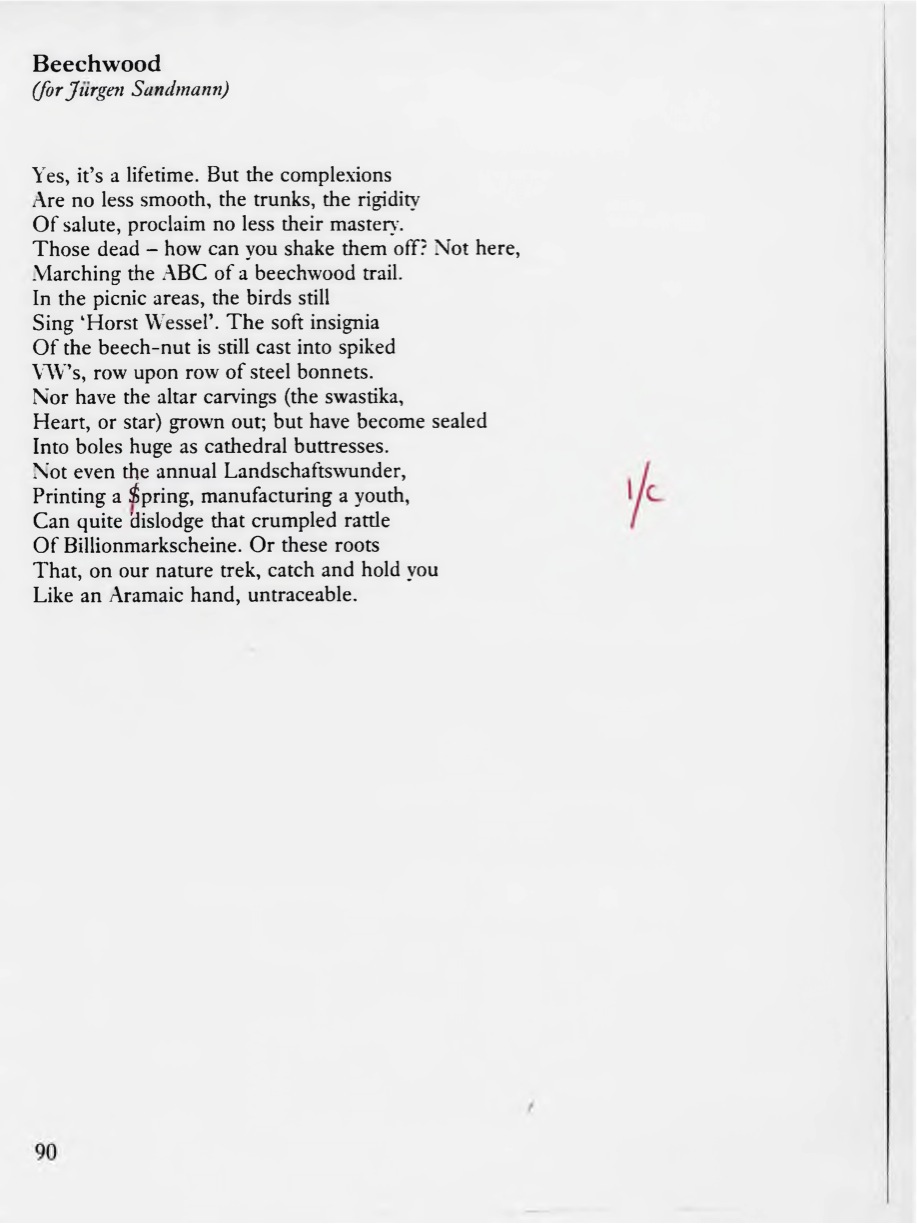 Beechwood
(for Jürgen Sandmann)
Yes, it's a lifetime. But the complexions
Are no less smooth, the trunks, the rigidity
Of salute, proclaim no less their mastery.
Those dead – how can you shake them off? Not here,
Marching the ABC of a beechwood trail.
In the picnic areas, the birds still
Sing 'Horst Wessel'. The soft insignia
Of the beech-nut is still cast into spiked
VW's, row upon row of steel bonnets.
Nor have the altar carvings (the swastika,
Heart, or star) grown out; but have become sealed
Into boles huge as cathedral buttresses.
Not even the annual Landschaftswunder,
Printing a Spring, manufacturing a youth,
l/c
Can quite dislodge that crumpled rattle
Of Billionmarkscheine. Or these roots
That, on our nature trek, catch and hold you
Like an Aramaic hand, untraceable.
90